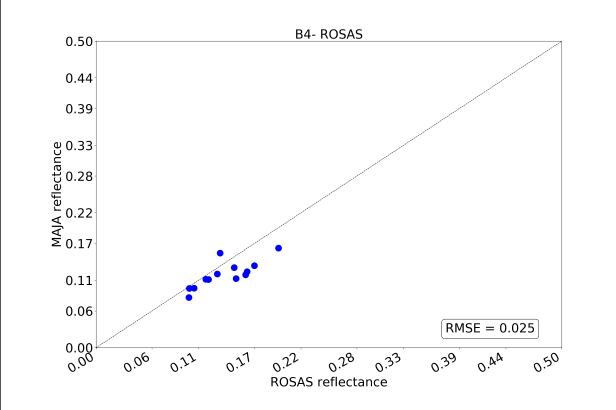 B4- ROSAS
0.50
0.44
0.39
0.33
0.28
0.22
0.17
0.11
0.06
0.00
MAJA reflectance
RMSE = 0.025
0.00 0.06 0.11 0.17 0.22 0.28 0.33 0.39 0.44 0.50
ROSAS reflectance